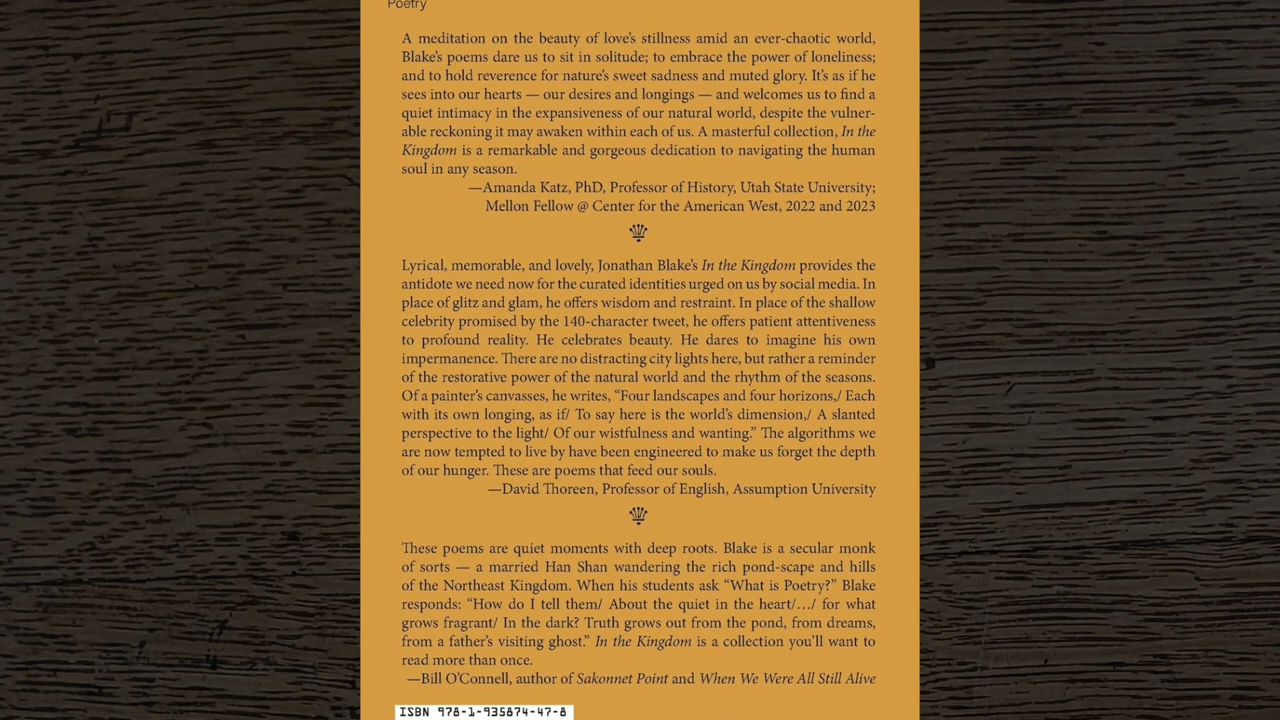 Poetry
A meditation on the beauty of love's stillness amid an ever-chaotic world,
Blake's poems dare us to sit in solitude; to embrace the power of loneliness;
and to hold reverence for nature's sweet sadness and muted glory. It's as if he
sees into our hearts — our desires and longings — and welcomes us to find a
quiet intimacy in the expansiveness of our natural world, despite the vulner-
able reckoning it may awaken within each of us. A masterful collection, In the
Kingdom is a remarkable and gorgeous dedication to navigating the human
soul in any season.
—Amanda Katz, PhD, Professor of History, Utah State University;
Mellon Fellow @ Center for the American West, 2022 and 2023
Lyrical, memorable, and lovely, Jonathan Blake's In the Kingdom provides the
antidote we need now for the curated identities urged on us by social media. In
place of glitz and glam, he offers wisdom and restraint. In place of the shallow
celebrity promised by the 140-character tweet, he offers patient attentiveness
to profound reality. He celebrates beauty. He dares to imagine his own
impermanence. There are no distracting city lights here, but rather a reminder
of the restorative power of the natural world and the rhythm of the seasons.
Of a painter's canvasses, he writes, “Four landscapes and four horizons,/ Each
with its own longing, as if/ To say here is the world's dimension,/ A slanted
perspective to the light/ Of our wistfulness and wanting.” The algorithms we
are now tempted to live by have been engineered to make us forget the depth
of our hunger. These are poems that feed our souls.
—David Thoreen, Professor of English, Assumption University
These poems are quiet moments with deep roots. Blake is a secular monk
of sorts — a married Han Shan wandering the rich pond-scape and hills
of the Northeast Kingdom. When his students ask “What is Poetry?” Blake
responds: “How do I tell them/ About the quiet in the heart/…/ for what
grows fragrant/ In the dark? Truth grows out from the pond, from dreams,
from a father's visiting ghost.” In the Kingdom is a collection you'll want to
read more than once.
—Bill O'Connell, author of Sakonnet Point and When We Were All Still Alive
ISBN 978-1-935874-47-8